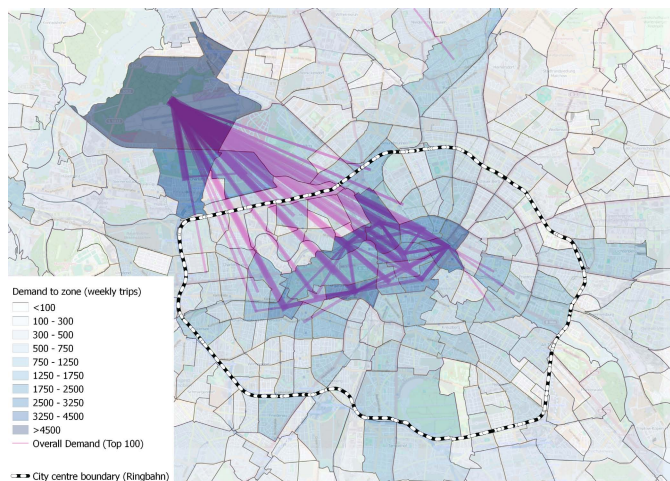 Demand to zone (weekly trips)
<100
100 - 300
300 - 500
500 - 750
750 - 1250
1250 - 1750
1750 - 2500
2500 - 3250
3250 - 4500
>4500
Overall Demand (Top 100)
City centre boundary (Ringbahn)